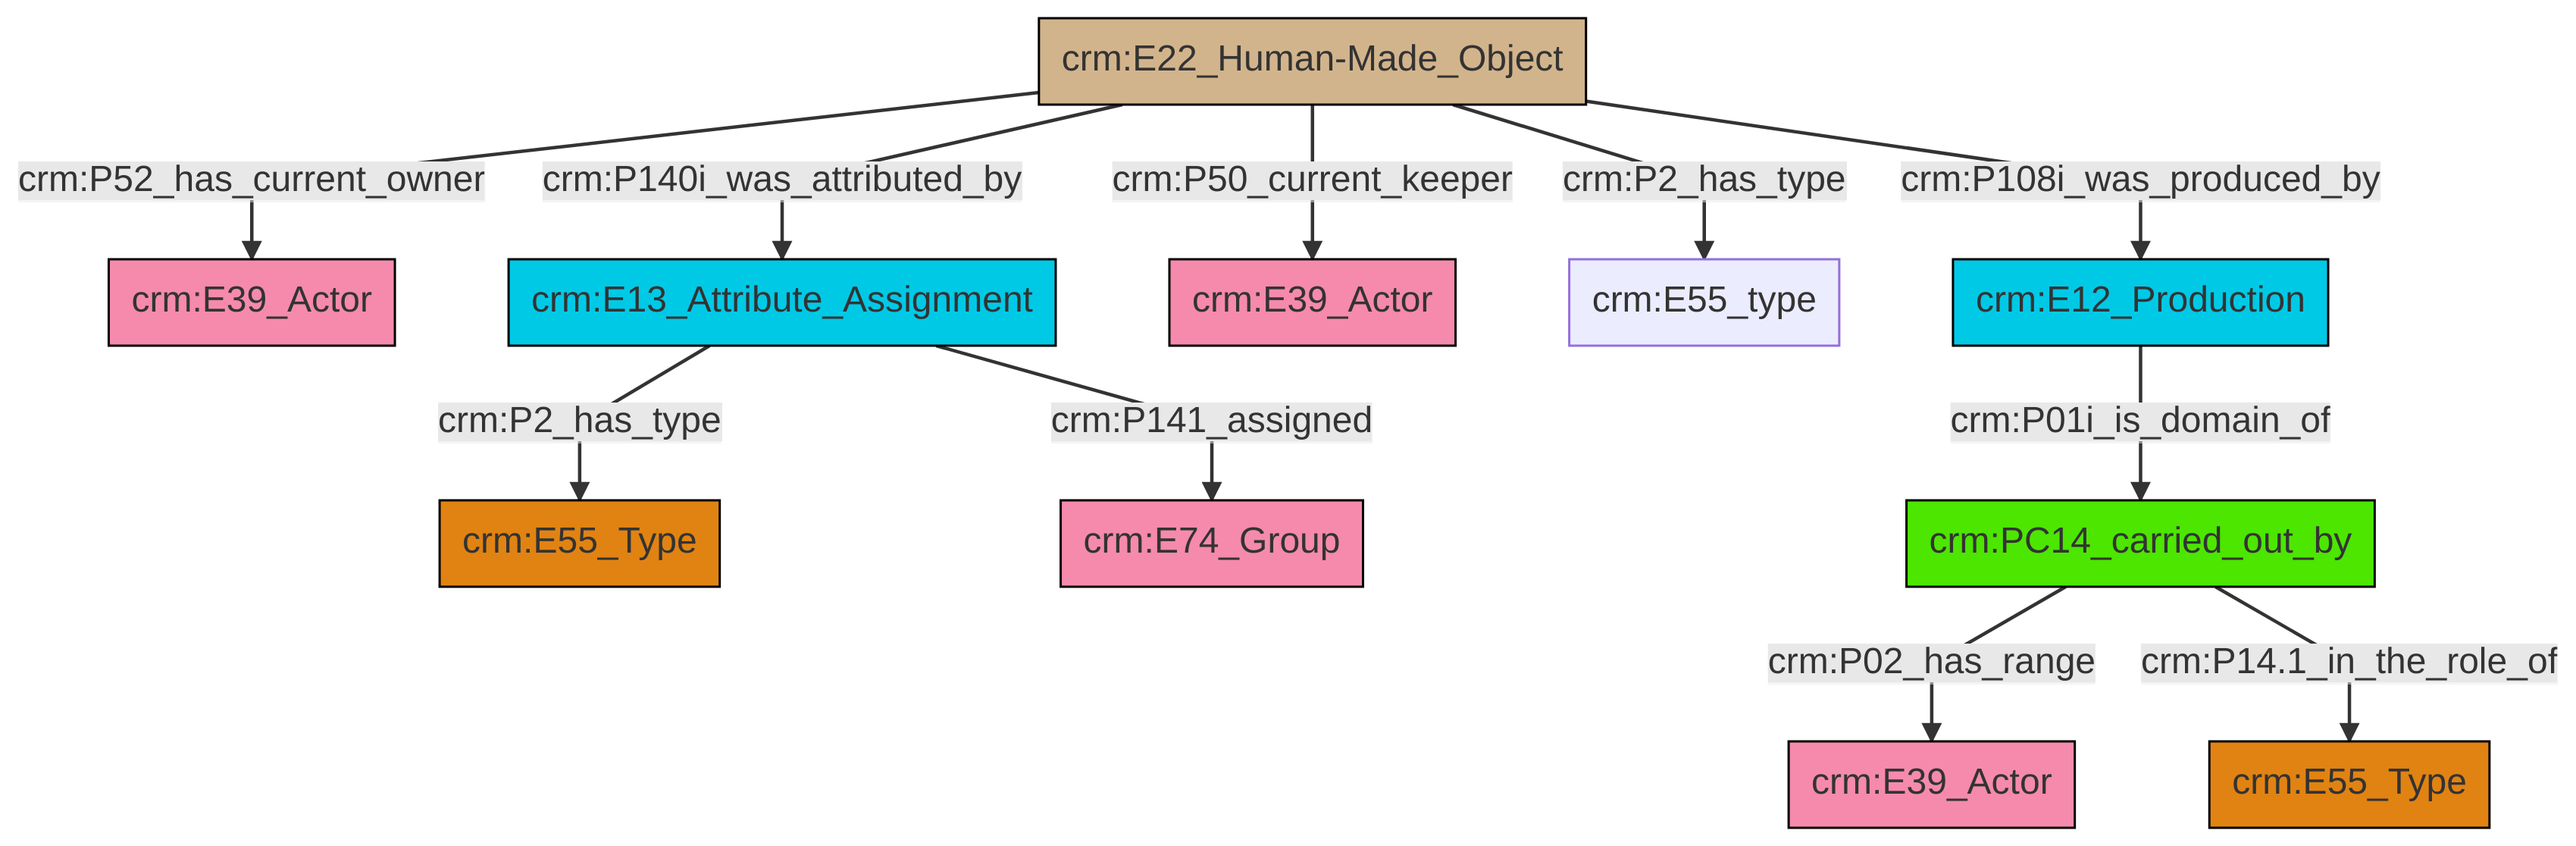 crm:E22_Human-Made_Object
crm:P52_has_current_owner
crm:P140i_was_attributed_by
crm:P50_current_keeper
crm:P2_has_type
crm:P108i_was_produced_by
crm:E39_Actor
crm:E13_Attribute_Assignment
crm:E39_Actor
crm:E55_type
crm:E12_Production
crm:P2_has_type
crm:P141_assigned
crm:P01i_is_domain_of
crm:E55_Type
crm:E74_Group
crm:PC14_carried_out_by
crm:P02_has_range
crm:P14.1_in_the_role_of
crm:E39_Actor
crm:E55_Type